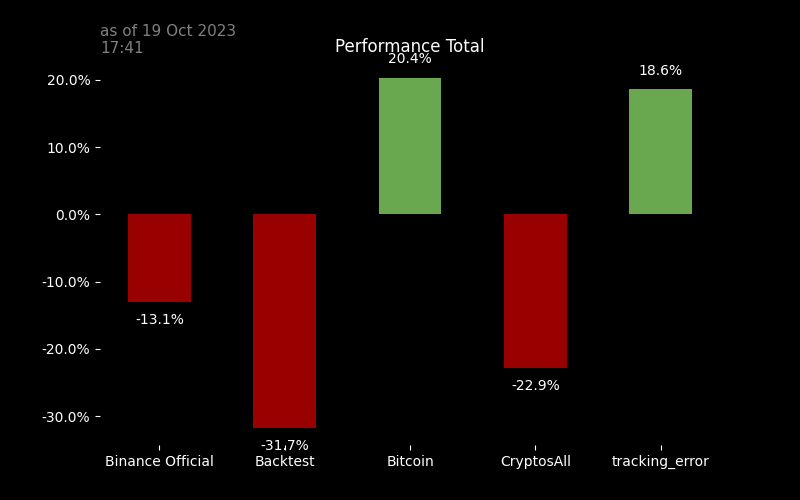 as of 19 Oct 2023
17:41
Performance Total
20.4%
18.6%
20.0%
10.0%
0.0%
-10.0%
-13.1%
-20.0%
-22.9%
-30.0%
-31.7%
Binance Official
Backtest
Bitcoin
CryptosAll
tracking_error